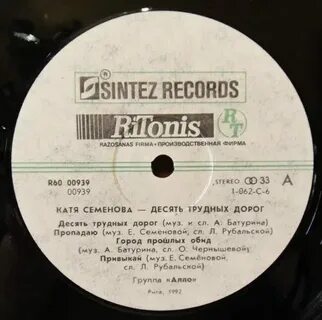 SINTEZ RECORDS
RiTonis
RT
RAZOSANAS FIRMA • ПРОИЗВОДСТВЕННАЯ ФИРМА
R60 00939
00939
STEREO 33 A
1-062-C-6
КАТЯ СЕМЕНОВА — ДЕСЯТЬ ТРУДНЫХ ДОРОГ
Десять трудных дорог (муз. и сл. А. Батурина)
Пропадаю (муз. Е. Семеновой, сл. Л. Рубальской)
Город прошлых обид
(муз. А. Батурина, сл. О. Чернышевой)
Привыкай (муз. Е. Семёновой,
сл. Л. Рубальской)
Группа «Алло»
Рига, 1992